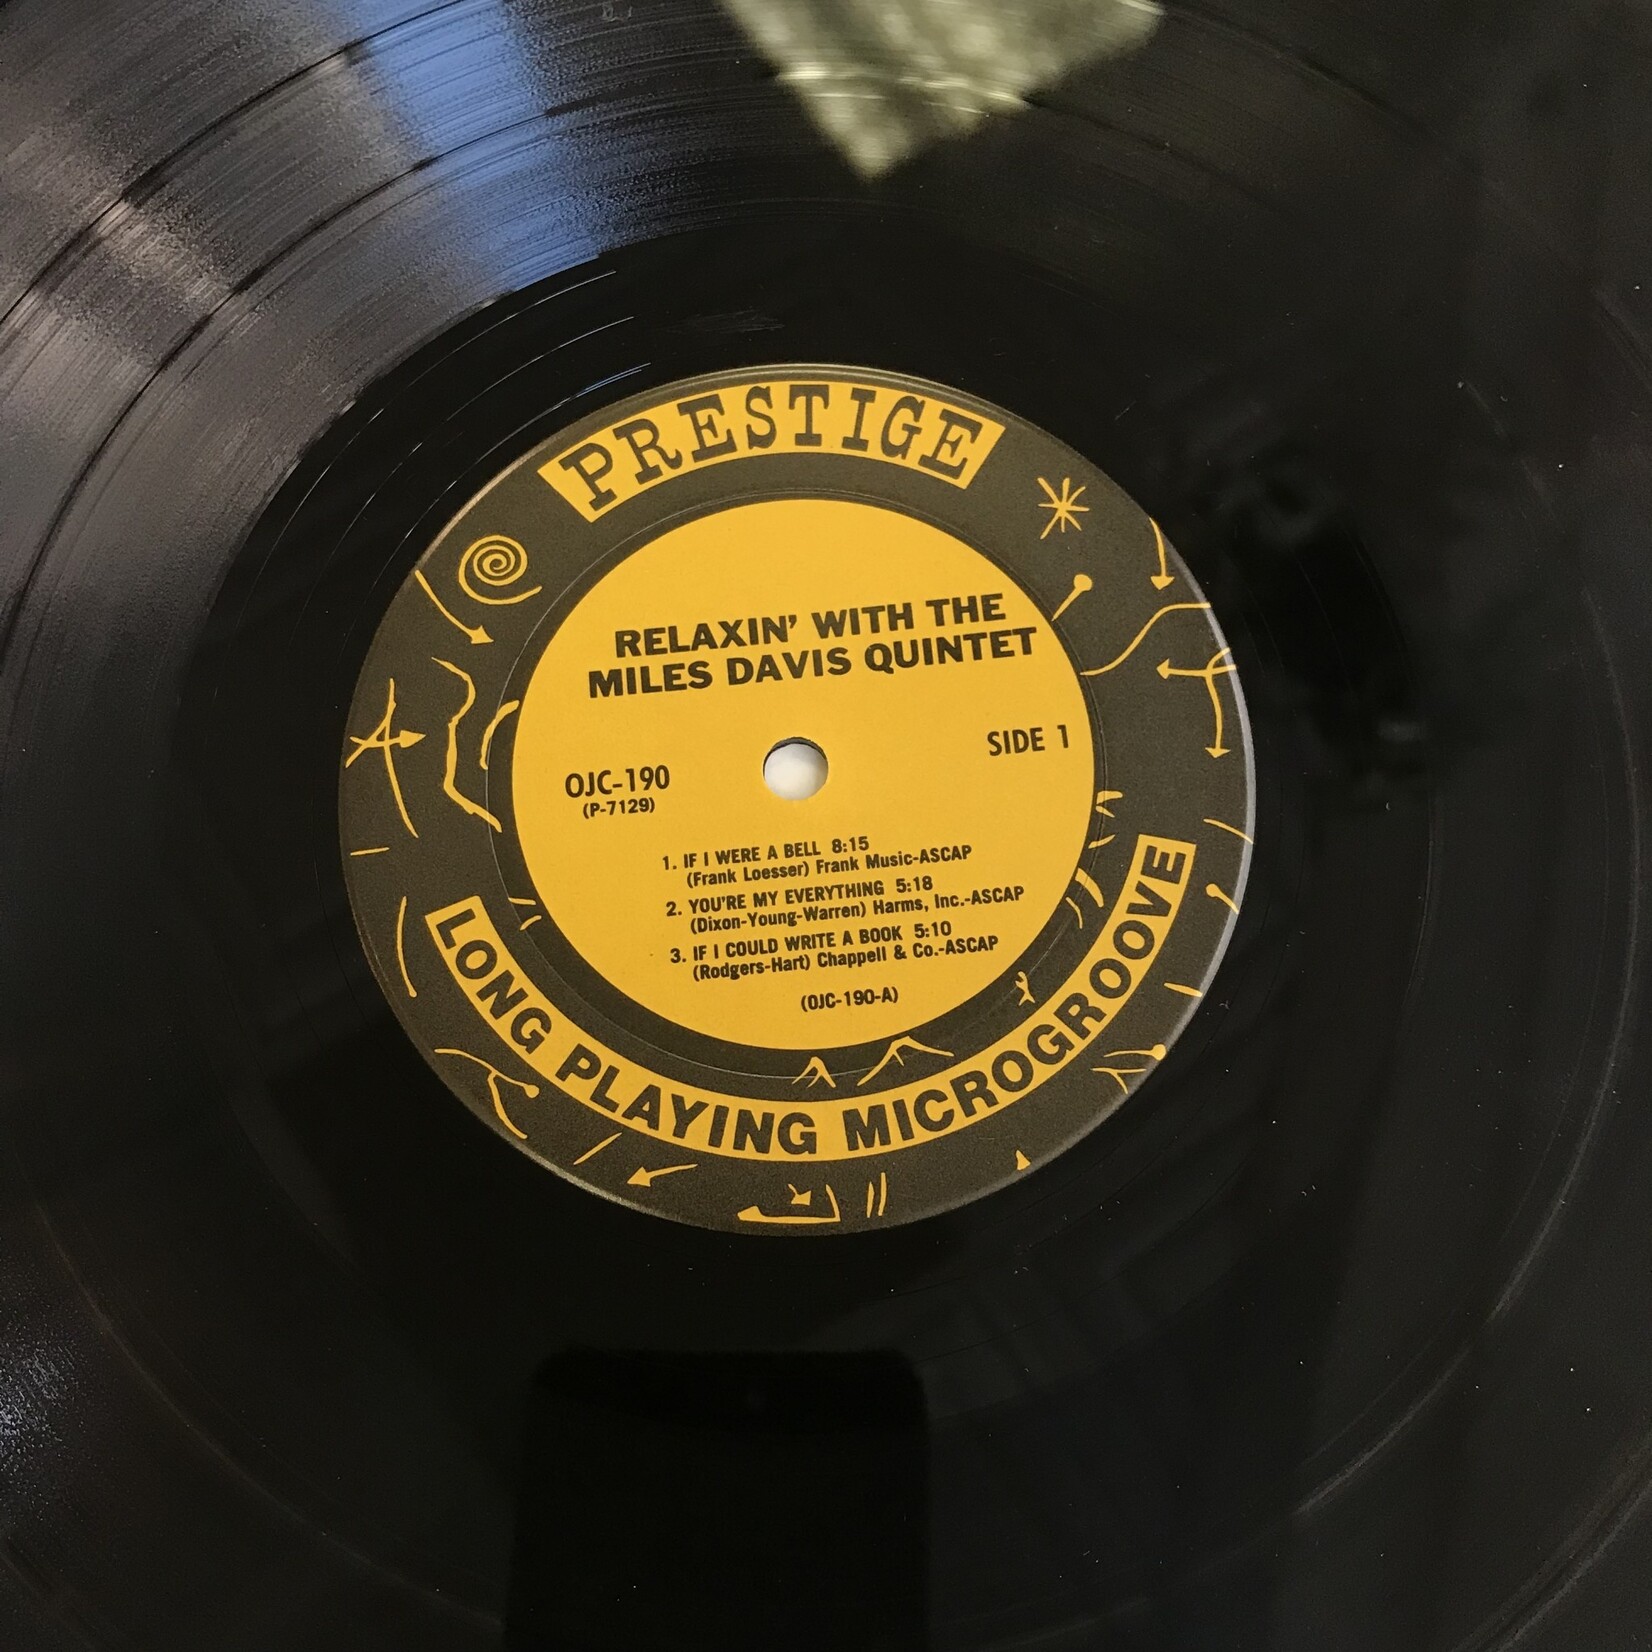 PRESTIGE
RELAXIN' WITH THE
MILES DAVIS QUINTET
SIDE 1
OJC-190
(P-7129)
1. IF I WERE A BELL 8:15
(Frank Loesser) Frank Music-ASCAP
2. YOU'RE MY EVERYTHING 5:18
(Dixon-Young-Warren) Harms, Inc.-ASCAP
3. IF I COULD WRITE A BOOK 5:10
(Rodgers-Hart) Chappell & Co.-ASCAP
(OJC-190-A)
LONG PLAYING MICROGROOVE